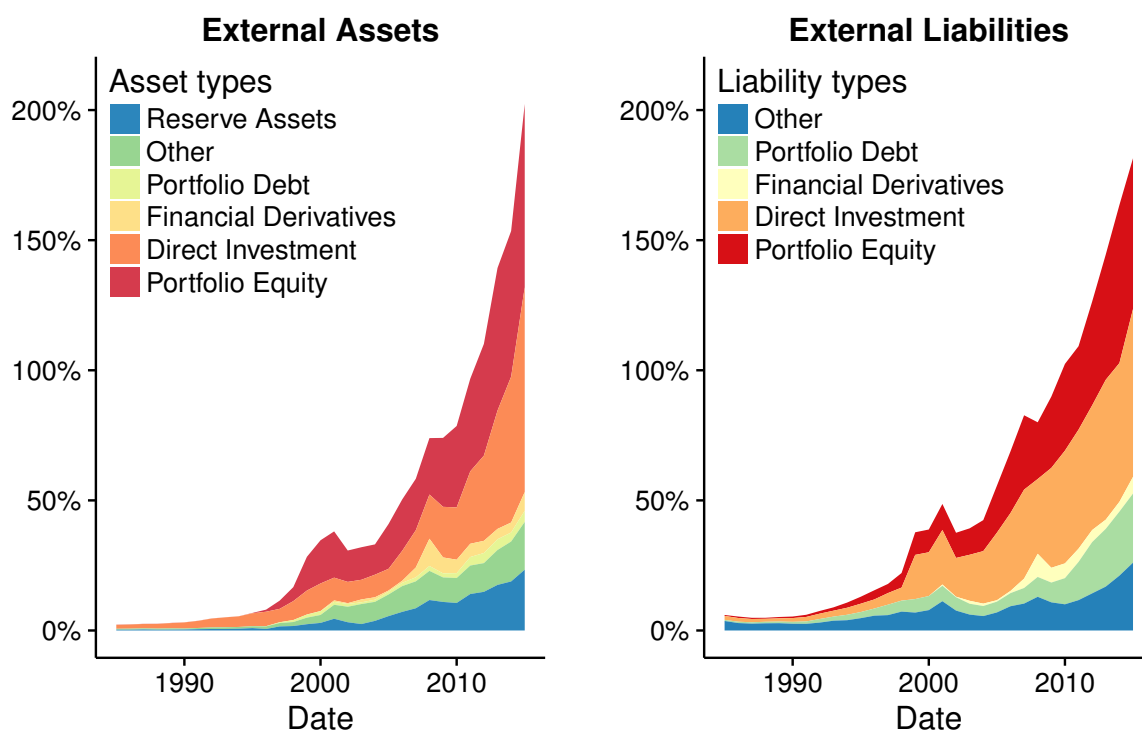 External Assets
Asset types
Reserve Assets
Other
Portfolio Debt
Financial Derivatives
Direct Investment
Portfolio Equity
200%
150%
100%
50%
0%
1990 2000 2010
Date
External Liabilities
Liability types
Other
Portfolio Debt
Financial Derivatives
Direct Investment
Portfolio Equity
200%
150%
100%
50%
0%
1990 2000 2010
Date